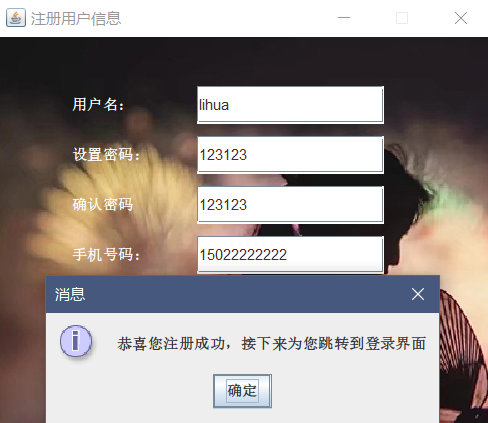 注册用户信息
用户名：
lihua
设置密码：
123123
确认密码
123123
手机号码：
15022222222
消息
恭喜您注册成功，接下来为您跳转到登录界面
确定